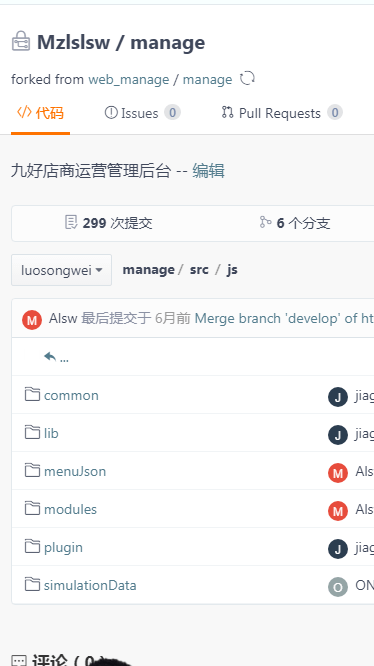 Mzlslsw / manage
forked from web_manage / manage
代码 Issues 0 Pull Requests 0
九好店商运营管理后台 -- 编辑
299 次提交 6 个分支
luosongwei manage / src / js
M Alsw 最后提交于 6月前 Merge branch 'develop' of ht
...
common J jiag
lib J jiag
menuJson M Als
modules M Als
plugin J jiag
simulationData O ON
评论 ( 0 )